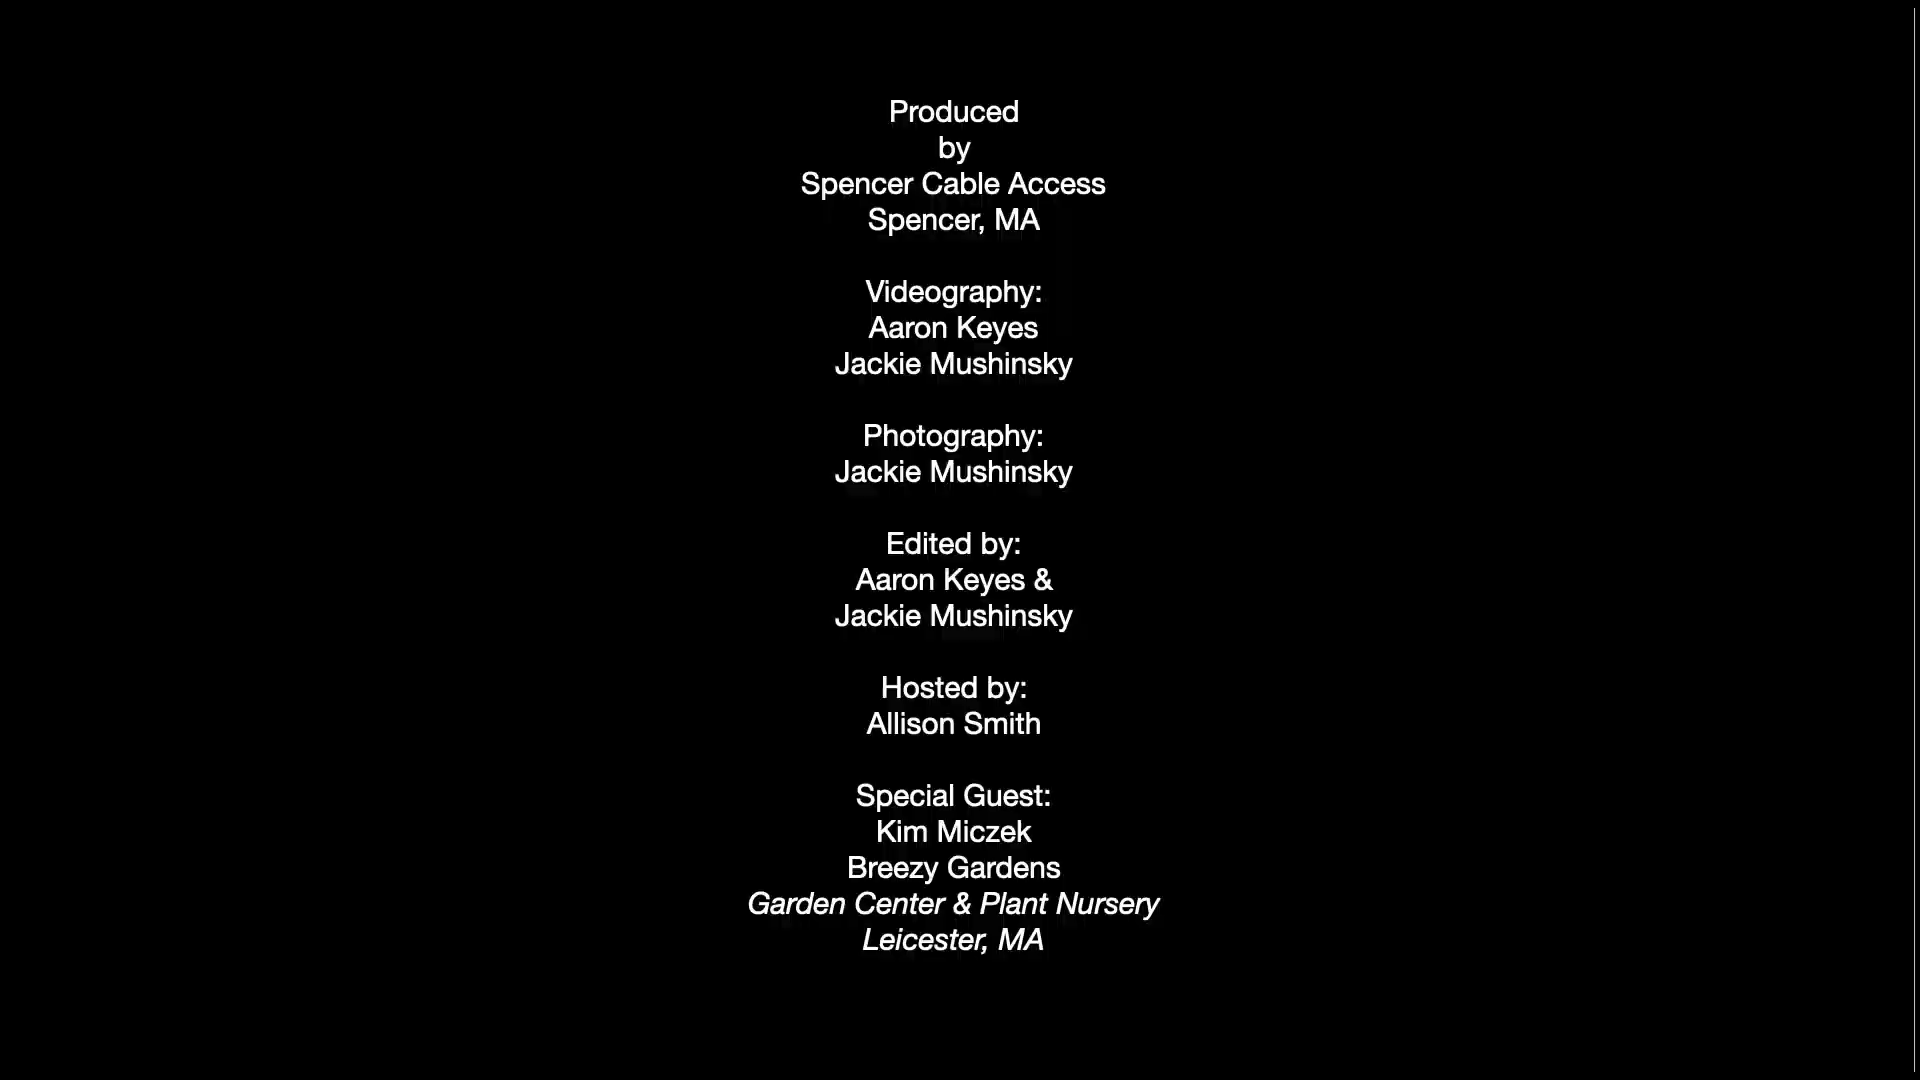 Produced
by
Spencer Cable Access
Spencer, MA
Videography:
Aaron Keyes
Jackie Mushinsky
Photography:
Jackie Mushinsky
Edited by:
Aaron Keyes &
Jackie Mushinsky
Hosted by:
Allison Smith
Special Guest:
Kim Miczek
Breezy Gardens
Garden Center & Plant Nursery
Leicester, MA